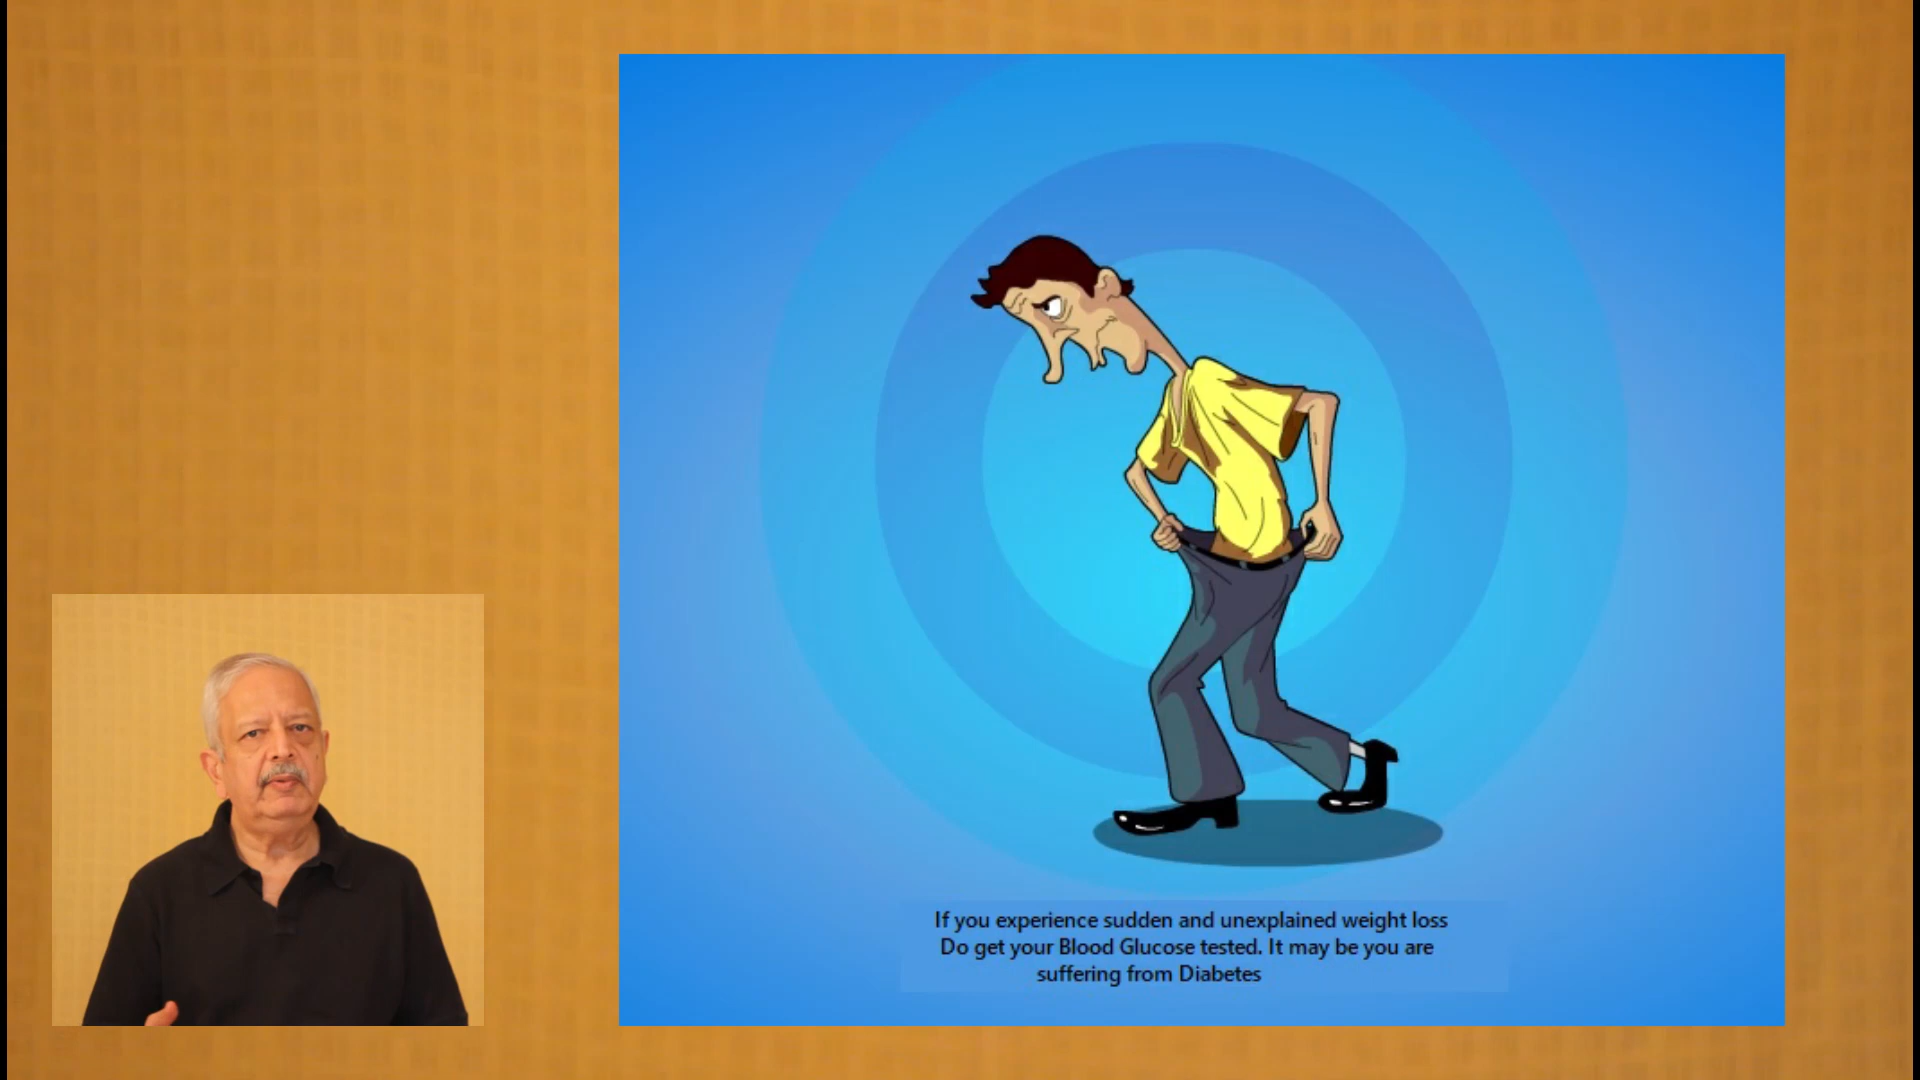 If you experience sudden and unexplained weight loss
Do get your Blood Glucose tested. It may be you are
suffering from Diabetes